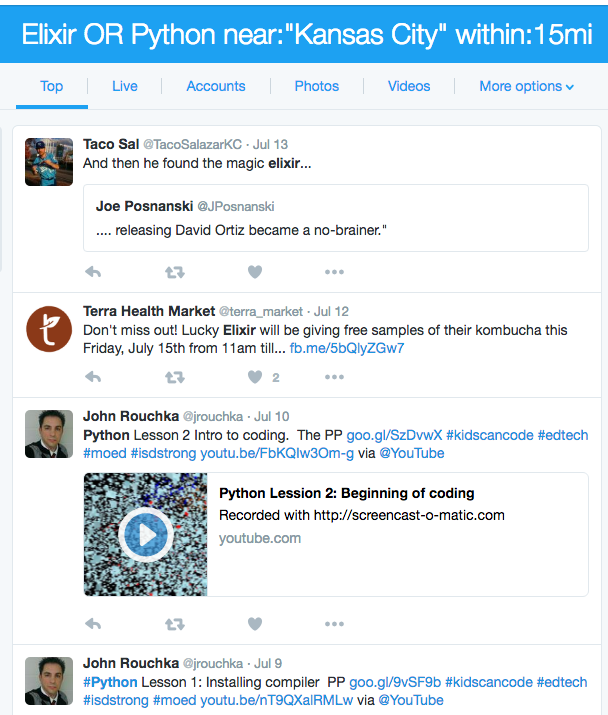 Elixir OR Python near:"Kansas City" within:15mi
Top Live Accounts Photos Videos More options
Taco Sal @TacoSalazarKC · Jul 13
And then he found the magic elixir...
Joe Posnanski @JPosnanski
.... releasing David Ortiz became a no-brainer."
Terra Health Market @terra_market · Jul 12
Don't miss out! Lucky Elixir will be giving free samples of their kombucha this
Friday, July 15th from 11am till... fb.me/5bQlyZGw7
2
John Rouchka @jrouchka · Jul 10
Python Lesson 2 Intro to coding. The PP goo.gl/SzDvwX #kidscancode #edtech
#moed #isdstrong youtu.be/FbKQIw3Om-g via @YouTube
Python Lession 2: Beginning of coding
Recorded with http://screencast-o-matic.com
youtube.com
John Rouchka @jrouchka · Jul 9
#Python Lesson 1: Installing compiler PP goo.gl/9vSF9b #kidscancode #edtech
#isdstrong #moed youtu.be/nT9QXalRMLw via @YouTube